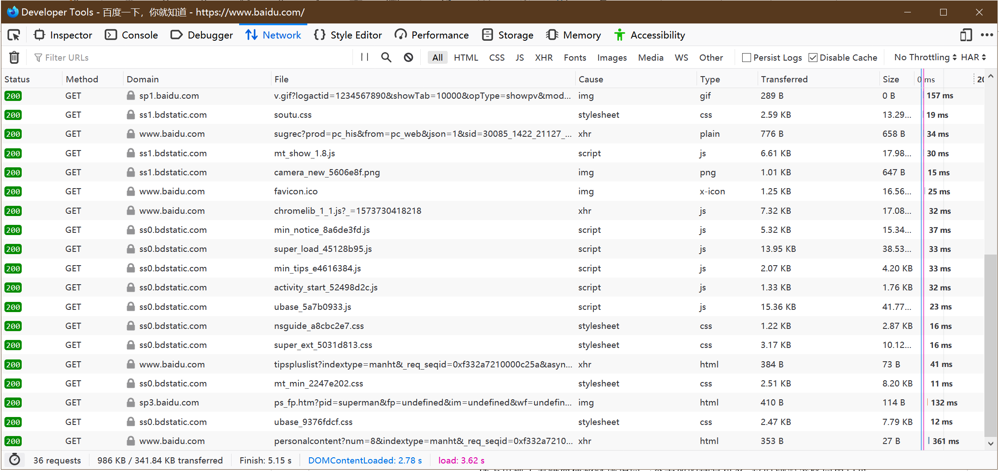 Developer Tools - 百度一下，你就知道 - https://www.baidu.com/
Inspector Console Debugger Network Style Editor Performance Storage Memory Accessibility
Filter URLs All HTML CSS JS XHR Fonts Images Media WS Other Persist Logs Disable Cache No Throttling HAR
Status Method Domain File Cause Type Transferred Size 0 ms 20
200 GET sp1.baidu.com v.gif?logactid=1234567890&showTab=10000&opType=showpv&mod... img gif 289 B 0 B 157 ms
200 GET ss1.bdstatic.com soutu.css stylesheet css 2.59 KB 13.29... 19 ms
200 GET www.baidu.com sugrec?prod=pc_his&from=pc_web&json=1&sid=30085_1422_21127_... xhr plain 776 B 658 B 34 ms
200 GET ss1.bdstatic.com mt_show_1.8.js script js 6.61 KB 17.98... 30 ms
200 GET ss1.bdstatic.com camera_new_5606e8f.png img png 1.01 KB 647 B 15 ms
200 GET www.baidu.com favicon.ico img x-icon 1.25 KB 16.56... 25 ms
200 GET www.baidu.com chromelib_1_1.js?_=1573730418218 xhr js 7.32 KB 17.08... 32 ms
200 GET ss0.bdstatic.com min_notice_8a6de3fd.js script js 5.32 KB 15.34... 37 ms
200 GET ss0.bdstatic.com super_load_45128b95.js script js 13.95 KB 38.53... 33 ms
200 GET ss0.bdstatic.com min_tips_e4616384.js script js 2.07 KB 4.20 KB 33 ms
200 GET ss0.bdstatic.com activity_start_52498d2c.js script js 1.33 KB 1.76 KB 32 ms
200 GET ss0.bdstatic.com ubase_5a7b0933.js script js 15.36 KB 41.77... 23 ms
200 GET ss0.bdstatic.com nsguide_a8cbc2e7.css stylesheet css 1.22 KB 2.87 KB 16 ms
200 GET ss0.bdstatic.com super_ext_5031d813.css stylesheet css 3.17 KB 10.12... 16 ms
200 GET www.baidu.com tipspluslist?indextype=manht&_req_seqid=0xf332a7210000c25a&asyn... xhr html 384 B 73 B 41 ms
200 GET ss0.bdstatic.com mt_min_2247e202.css stylesheet css 2.51 KB 8.20 KB 11 ms
200 GET sp3.baidu.com ps_fp.htm?pid=superman&fp=undefined&im=undefined&wf=undefin... img html 410 B 114 B 132 ms
200 GET ss0.bdstatic.com ubase_9376fdcf.css stylesheet css 2.47 KB 7.79 KB 12 ms
200 GET www.baidu.com personalcontent?num=8&indextype=manht&_req_seqid=0xf332a7210... xhr html 353 B 27 B 361 ms
36 requests 986 KB / 341.84 KB transferred Finish: 5.15 s DOMContentLoaded: 2.78 s load: 3.62 s